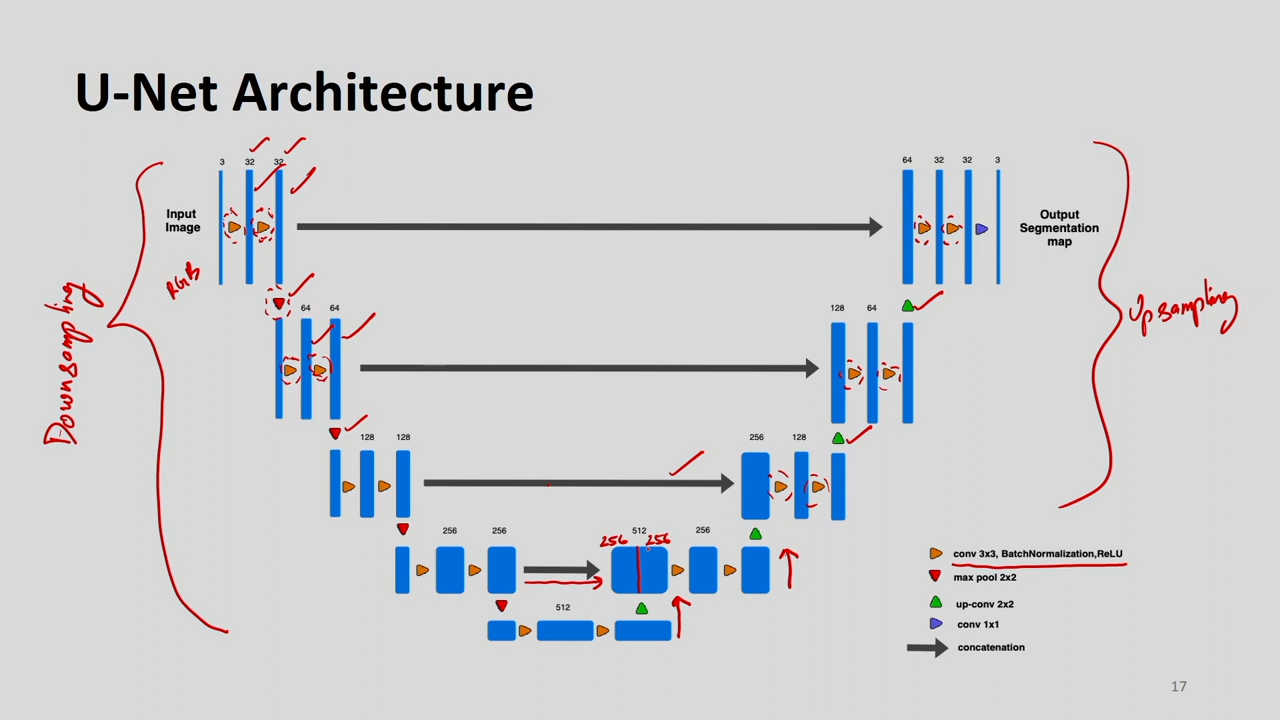 U-Net Architecture
3 32 32
64 32 32 3
Input
Image
Output
Segmentation
map
RGB
64 64
128 64
Downsampling
Upsampling
128 128
256 128
256 256
512 256
256 256
512
conv 3x3, BatchNormalization,ReLU
max pool 2x2
up-conv 2x2
conv 1x1
concatenation
17